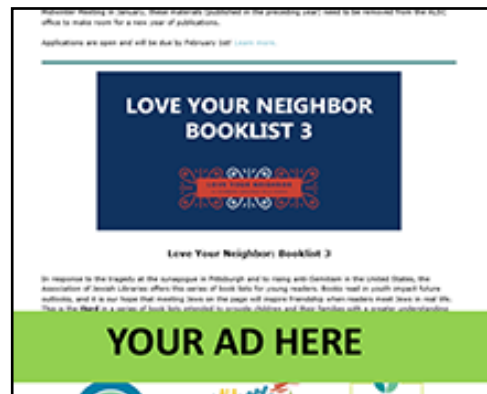 Midwinter Meeting in January, these materials (published in the preceding year) need to be removed from the ALSC
office to make room for a new year of publications.
Applications are open and will be due by February 1st! Learn more.
LOVE YOUR NEIGHBOR
BOOKLIST 3
LOVE YOUR NEIGHBOR
Love Your Neighbor: Booklist 3
In response to the tragedy at the synagogue in Pittsburgh and to rising anti-Semitism in the United States, the
Association of Jewish Libraries offers this series of book lists for young readers. Books read in youth impact future
outlooks, and it is our hope that meeting Jews on the page will inspire friendship when readers meet Jews in real life.
This is the third in a series of book lists intended to provide children and their families with a greater understanding
YOUR AD HERE